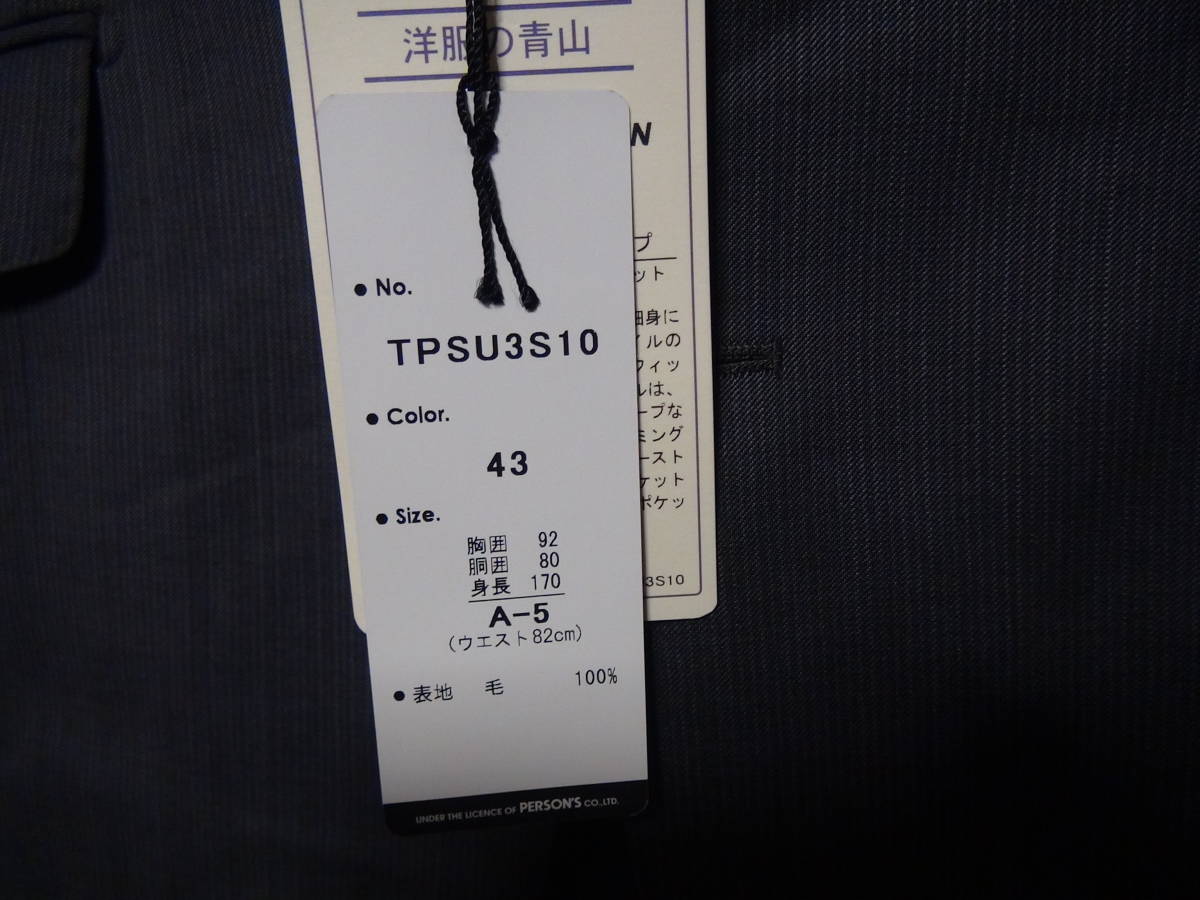 洋服の青山
N
プ
ット
細身に
イルの
フィッ
ルは、
ープな
ミング
ースト
ケット
ポケッ
3S10
● No.
TPSU3S10
● Color.
43
● Size.
胸囲 92
胴囲 80
身長 170
A-5
(ウエスト82cm)
● 表地 毛 100%
UNDER THE LICENCE OF PERSON'S CO.,LTD.